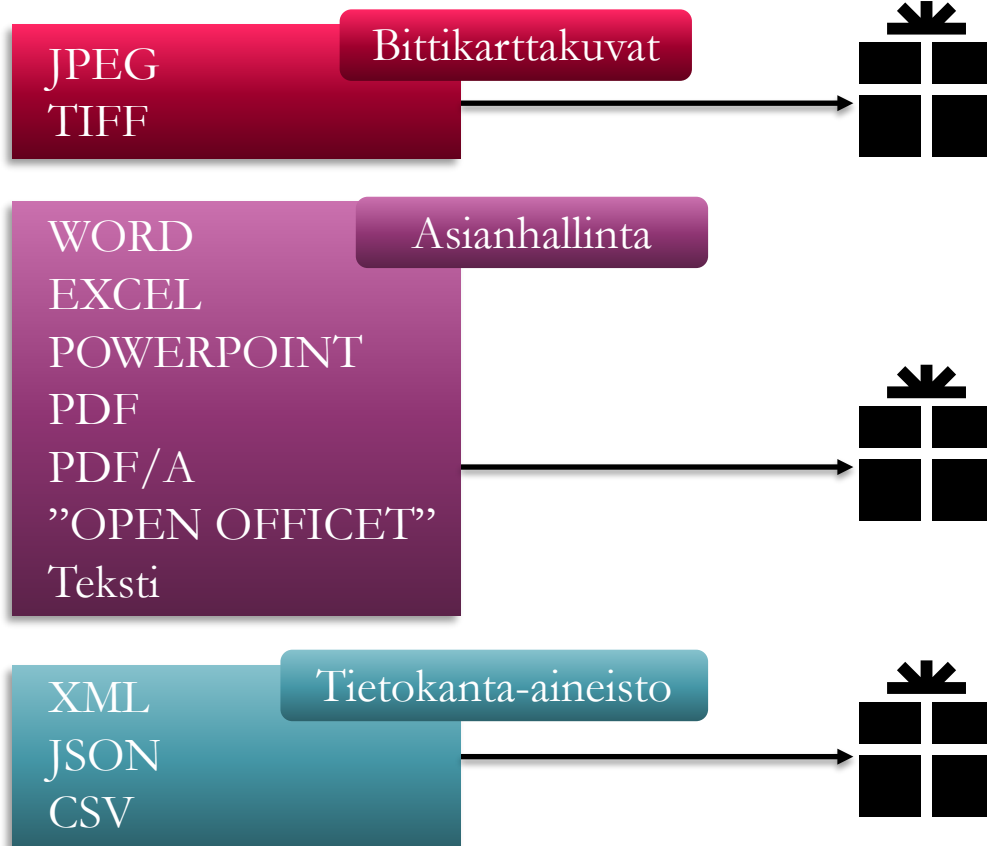 Bittikarttakuvat
JPEG
TIFF
Asianhallinta
WORD
EXCEL
POWERPOINT
PDF
PDF/A
”OPEN OFFICET”
Teksti
Tietokanta-aineisto
XML
JSON
CSV